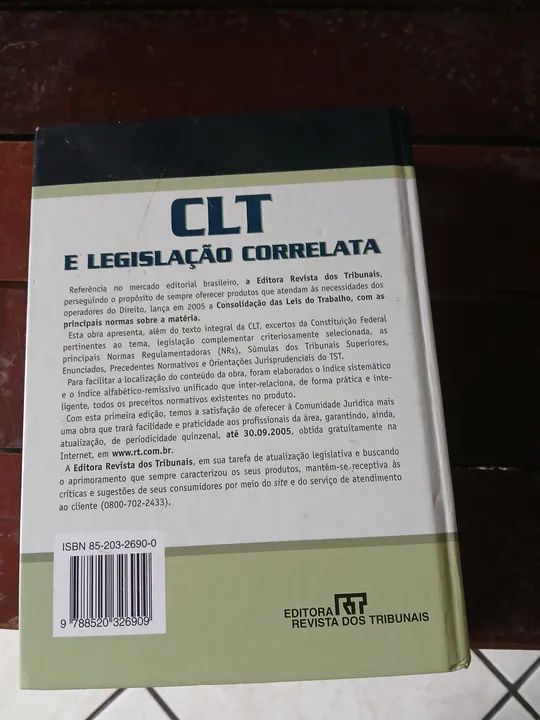 CLT
E LEGISLAÇÃO CORRELATA
Referência no mercado editorial brasileiro, a Editora Revista dos Tribunais,
perseguindo o propósito de sempre oferecer produtos que atendam às necessidades dos
operadores do Direito, lança em 2005 a Consolidação das Leis do Trabalho, com as
principais normas sobre a matéria.
Esta obra apresenta, além do texto integral da CLT, excertos da Constituição Federal
pertinentes ao tema, legislação complementar criteriosamente selecionada, as
principais Normas Regulamentadoras (NRs), Súmulas dos Tribunais Superiores,
Enunciados, Precedentes Normativos e Orientações Jurisprudenciais do TST.
Para facilitar a localização do conteúdo da obra, foram elaborados o índice sistemático
e o índice alfabético-remissivo unificado que inter-relaciona, de forma prática e inte-
ligente, todos os preceitos normativos existentes no produto.
Com esta primeira edição, temos a satisfação de oferecer à Comunidade Jurídica mais
uma obra que trará facilidade e praticidade aos profissionais da área, garantindo, ainda,
atualização, de periodicidade quinzenal, até 30.09.2005, obtida gratuitamente na
Internet, em www.rt.com.br.
A Editora Revista dos Tribunais, em sua tarefa de atualização legislativa e buscando
o aprimoramento que sempre caracterizou os seus produtos, mantém-se receptiva às
críticas e sugestões de seus consumidores por meio do site e do serviço de atendimento
ao cliente (0800-702-2433).
ISBN 85-203-2690-0
9 788520 326909
EDITORA RT
REVISTA DOS TRIBUNAIS